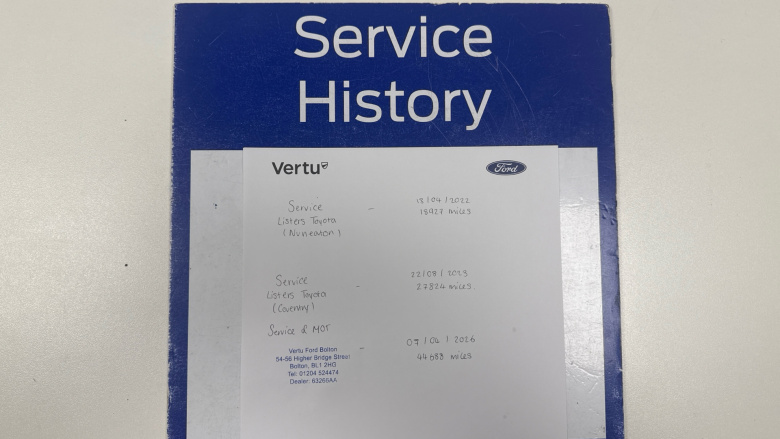 Service
History
Vertu
Ford
Service - 18/04/2022
Listers Toyota 18927 miles
(Nuneaton)
Service 22/08/2023
Listers Toyota - 27824 miles.
(Coventry)
Service & MOT
- 07/04/2026
44688 miles
Vertu Ford Bolton
54-56 Higher Bridge Street
Bolton, BL1 2HG
Tel: 01204 524474
Dealer: 63265AA